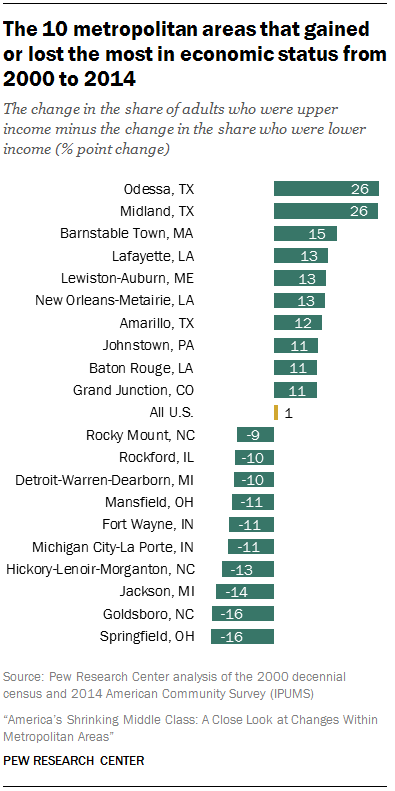 The 10 metropolitan areas that gained
or lost the most in economic status from
2000 to 2014
The change in the share of adults who were upper
income minus the change in the share who were lower
income (% point change)
Odessa, TX 26
Midland, TX 26
Barnstable Town, MA 15
Lafayette, LA 13
Lewiston-Auburn, ME 13
New Orleans-Metairie, LA 13
Amarillo, TX 12
Johnstown, PA 11
Baton Rouge, LA 11
Grand Junction, CO 11
All U.S. 1
Rocky Mount, NC -9
Rockford, IL -10
Detroit-Warren-Dearborn, MI -10
Mansfield, OH -11
Fort Wayne, IN -11
Michigan City-La Porte, IN -11
Hickory-Lenoir-Morganton, NC -13
Jackson, MI -14
Goldsboro, NC -16
Springfield, OH -16
Source: Pew Research Center analysis of the 2000 decennial
census and 2014 American Community Survey (IPUMS)
“America’s Shrinking Middle Class: A Close Look at Changes Within
Metropolitan Areas”
PEW RESEARCH CENTER